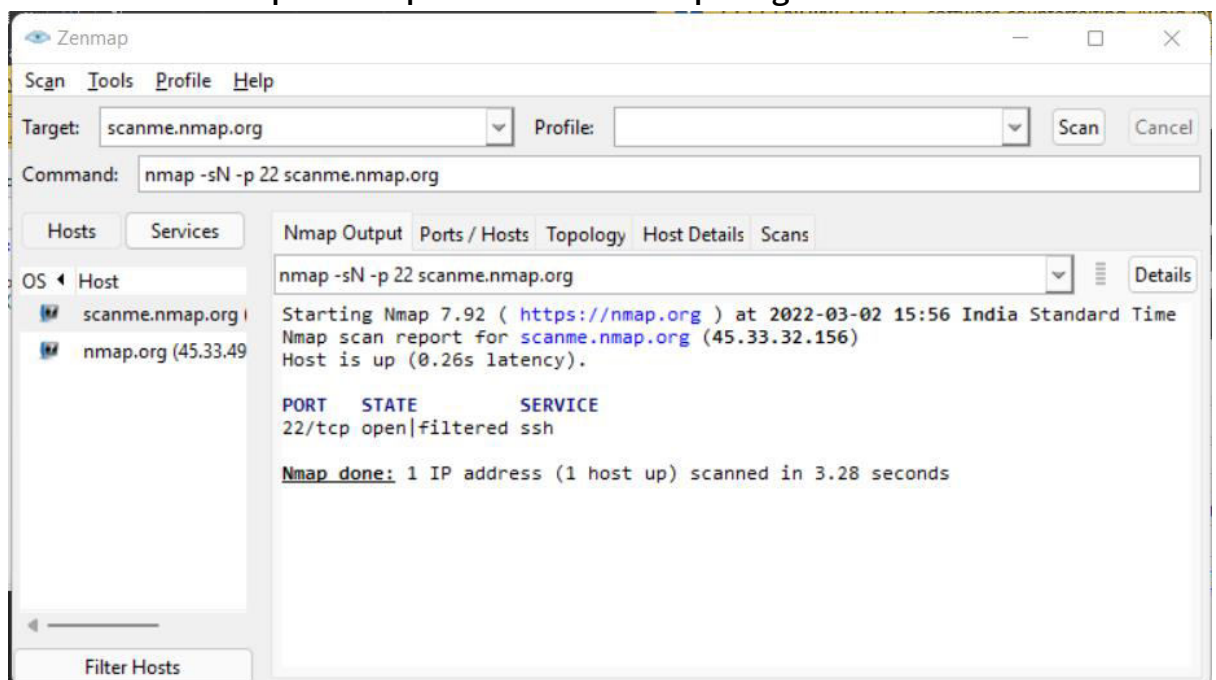 Zenmap
Scan Tools Profile Help
Target: scanme.nmap.org Profile: Scan Cancel
Command: nmap -sN -p 22 scanme.nmap.org
Hosts Services Nmap Output Ports / Hosts Topology Host Details Scans
nmap -sN -p 22 scanme.nmap.org Details
OS Host
scanme.nmap.org (
nmap.org (45.33.49
Starting Nmap 7.92 ( https://nmap.org ) at 2022-03-02 15:56 India Standard Time
Nmap scan report for scanme.nmap.org (45.33.32.156)
Host is up (0.26s latency).
PORT STATE SERVICE
22/tcp open|filtered ssh
Nmap done: 1 IP address (1 host up) scanned in 3.28 seconds
Filter Hosts